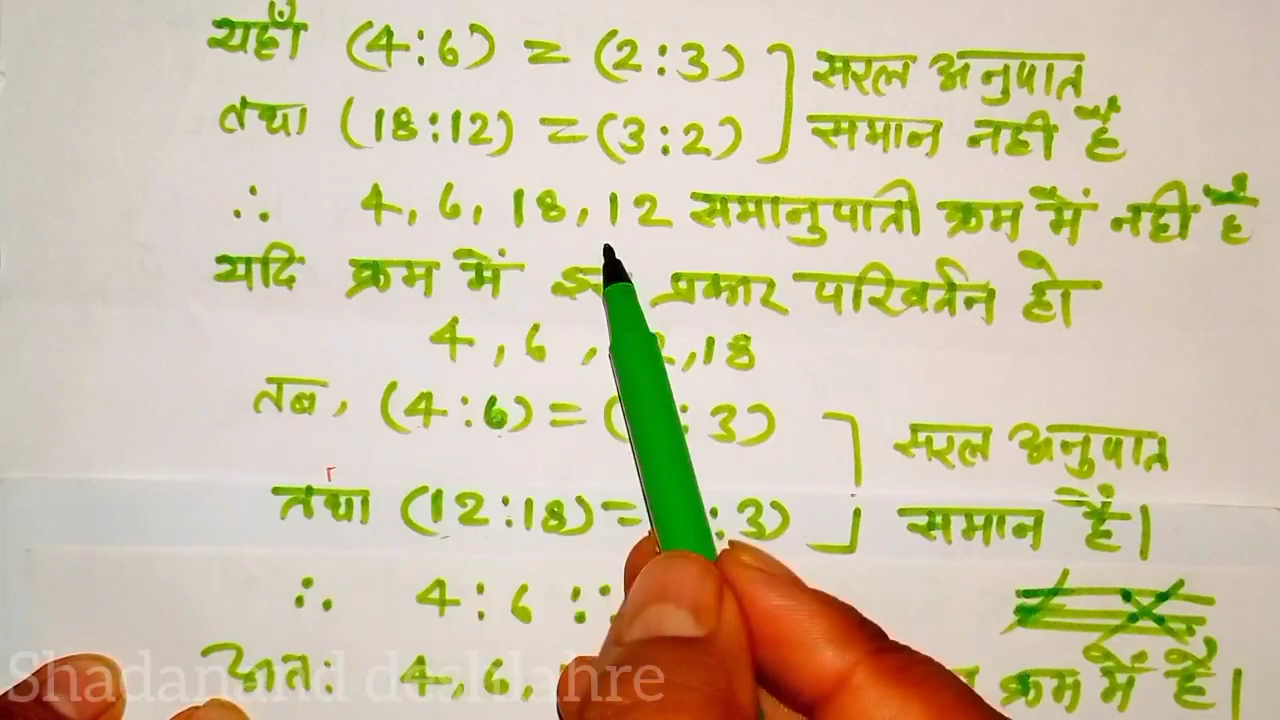 यहाँ (4:6) = (2:3) ] सरल अनुपात
तथा (18:12) = (3:2) ] समान नही है
∴ 4, 6, 18, 12 समानुपाती क्रम में नही है
यदि क्रम में प्रकार परिवर्तन हो
4, 6, ,18
तब, (4:6) = ( :3) ] सरल अनुपात
तथा (12:18) = :3) ] समान हैं।
∴ 4:6 ::
अत: 4, 6, क्रम में है।
Shadanand deshlahre